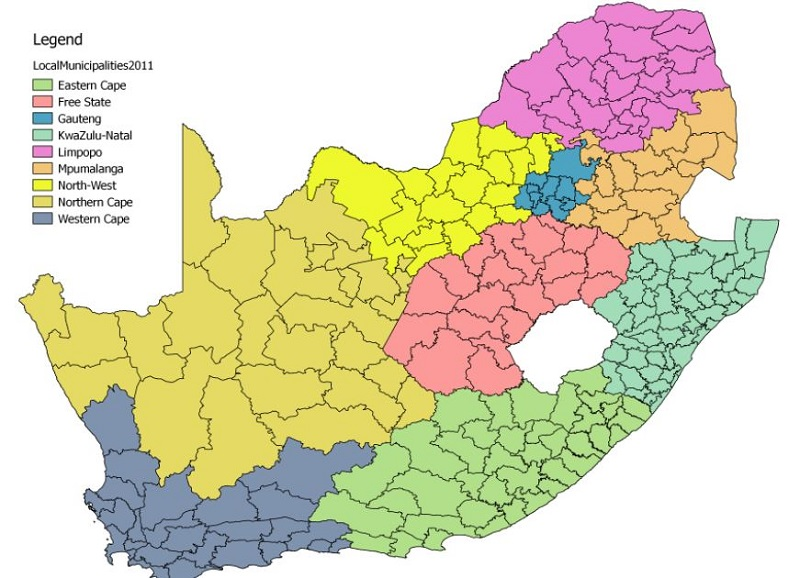 Legend
LocalMunicipalities2011
Eastern Cape
Free State
Gauteng
KwaZulu-Natal
Limpopo
Mpumalanga
North-West
Northern Cape
Western Cape